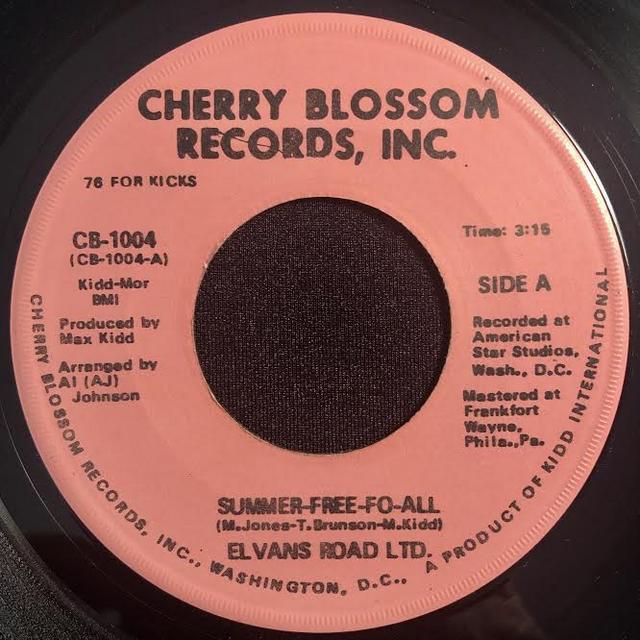 CHERRY BLOSSOM
RECORDS, INC.
76 FOR KICKS
CB-1004
(CB-1004-A)
Kidd-Mor
BMI
Produced by
Max Kidd
Arranged by
Al (AJ)
Johnson
Time: 3:15
SIDE A
Recorded at
American
Star Studios,
Wash., D.C.
Mastered at
Frankfort
Wayne,
Phila.,Pa.
SUMMER-FREE-FO-ALL
(M.Jones-T.Brunson-M.Kidd)
ELVANS ROAD LTD.
CHERRY BLOSSOM RECORDS, INC., WASHINGTON, D.C., A PRODUCT OF KIDD INTERNATIONAL